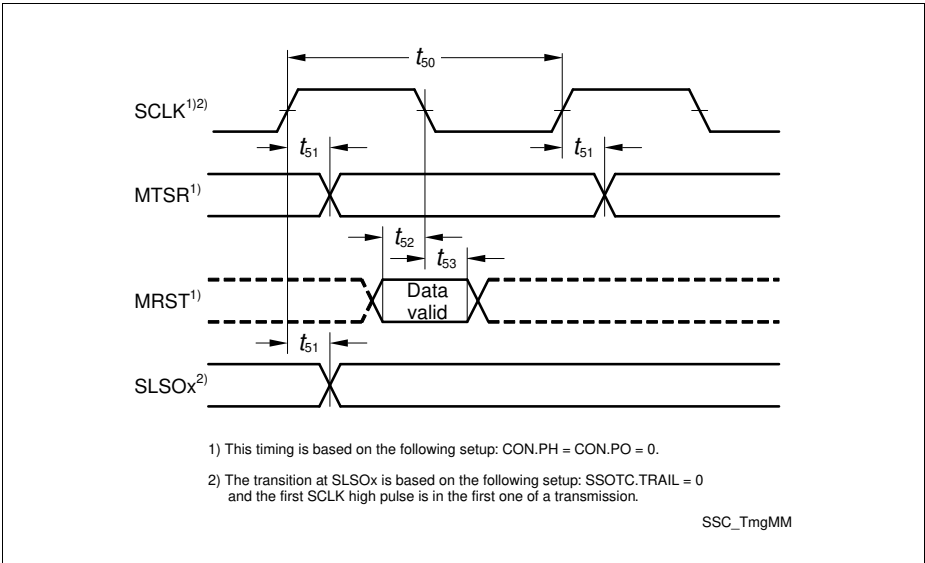 t50
SCLK1)2)
t51
t51
MTSR1)
t52
t53
MRST1)
Data
valid
t51
SLSOx2)
1) This timing is based on the following setup: CON.PH = CON.PO = 0.
2) The transition at SLSOx is based on the following setup: SSOTC.TRAIL = 0
and the first SCLK high pulse is in the first one of a transmission.
SSC_TmgMM